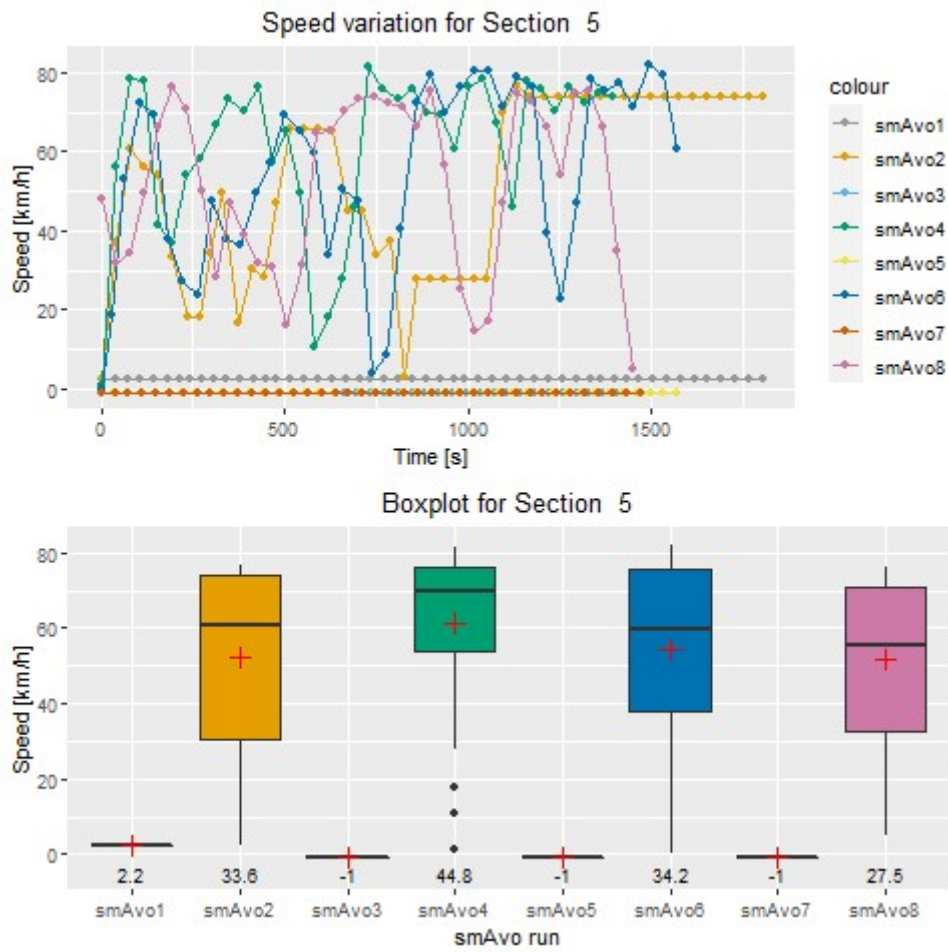 Speed variation for Section 5
Speed [km/h]
80
60
40
20
0
0 500 1000 1500
Time [s]
colour
smAvo1
smAvo2
smAvo3
smAvo4
smAvo5
smAvo6
smAvo7
smAvo8
Boxplot for Section 5
Speed [km/h]
80
60
40
20
0
2.2 33.6 -1 44.8 -1 34.2 -1 27.5
smAvo1 smAvo2 smAvo3 smAvo4 smAvo5 smAvo6 smAvo7 smAvo8
smAvo run